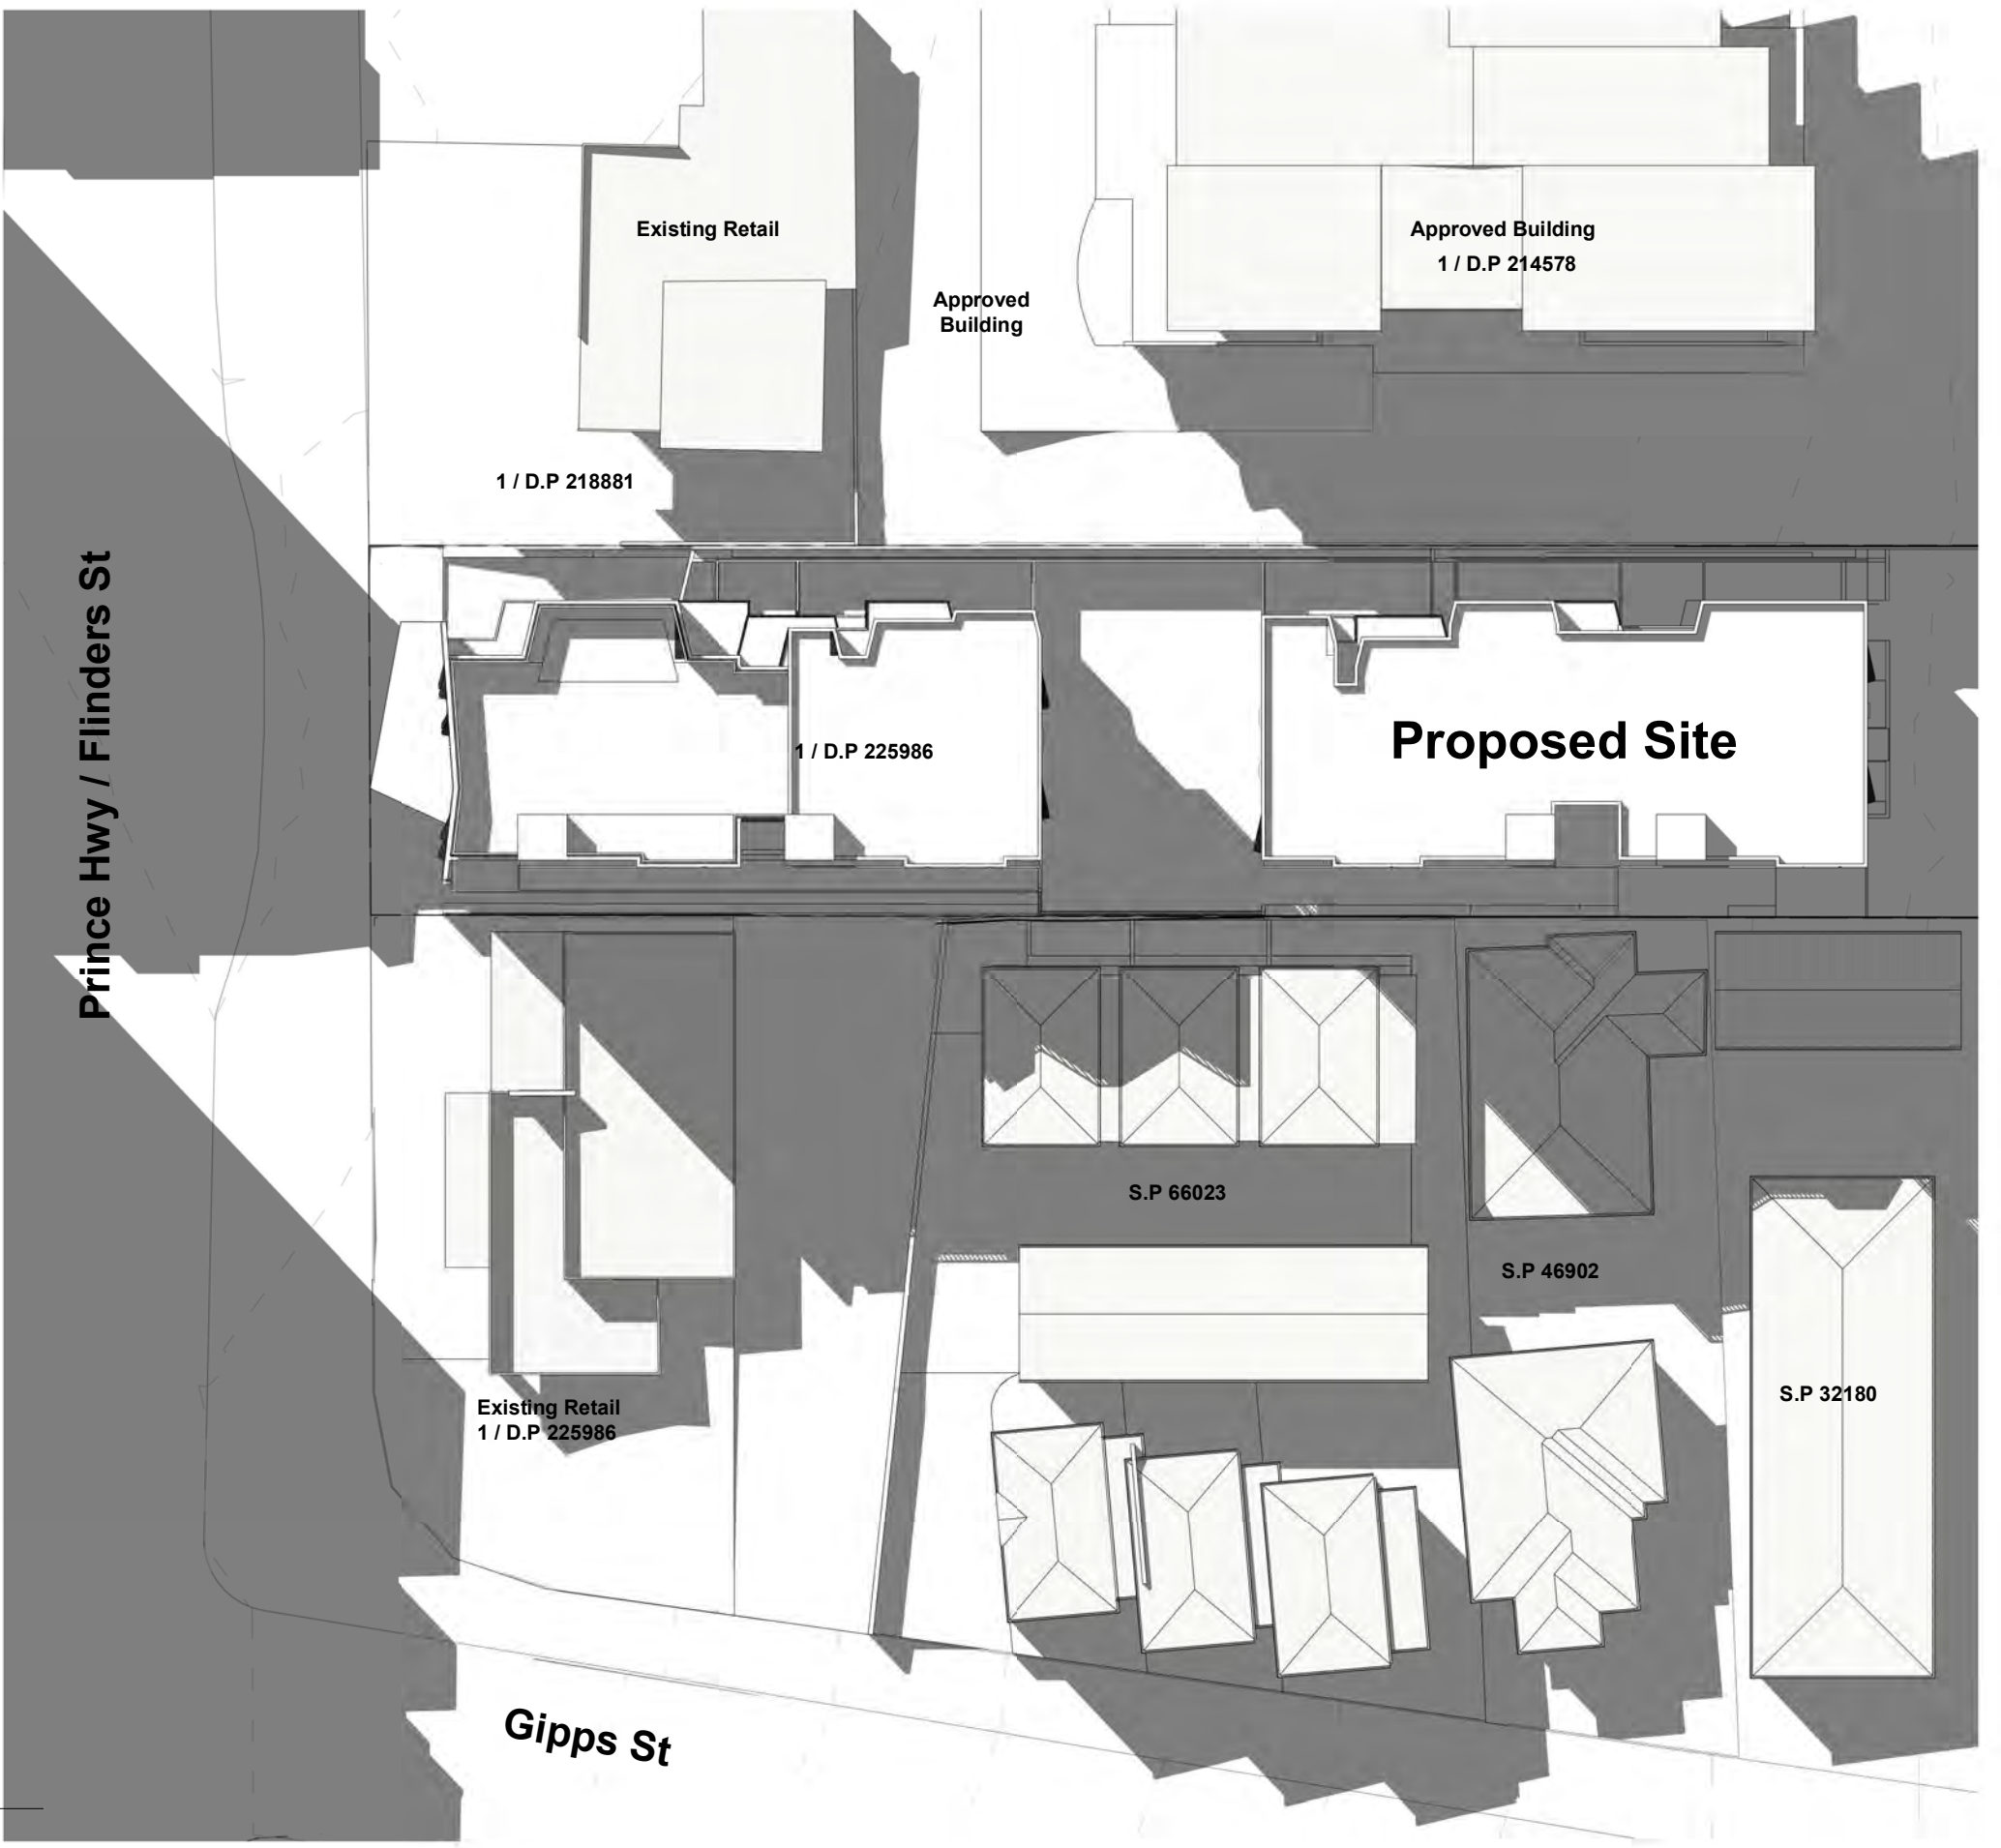 Existing Retail
Approved Building
1 / D.P 214578
Approved
Building
1 / D.P 218881
Prince Hwy / Flinders St
1 / D.P 225986
Proposed Site
S.P 66023
S.P 46902
S.P 32180
Existing Retail
1 / D.P 225986
Gipps St